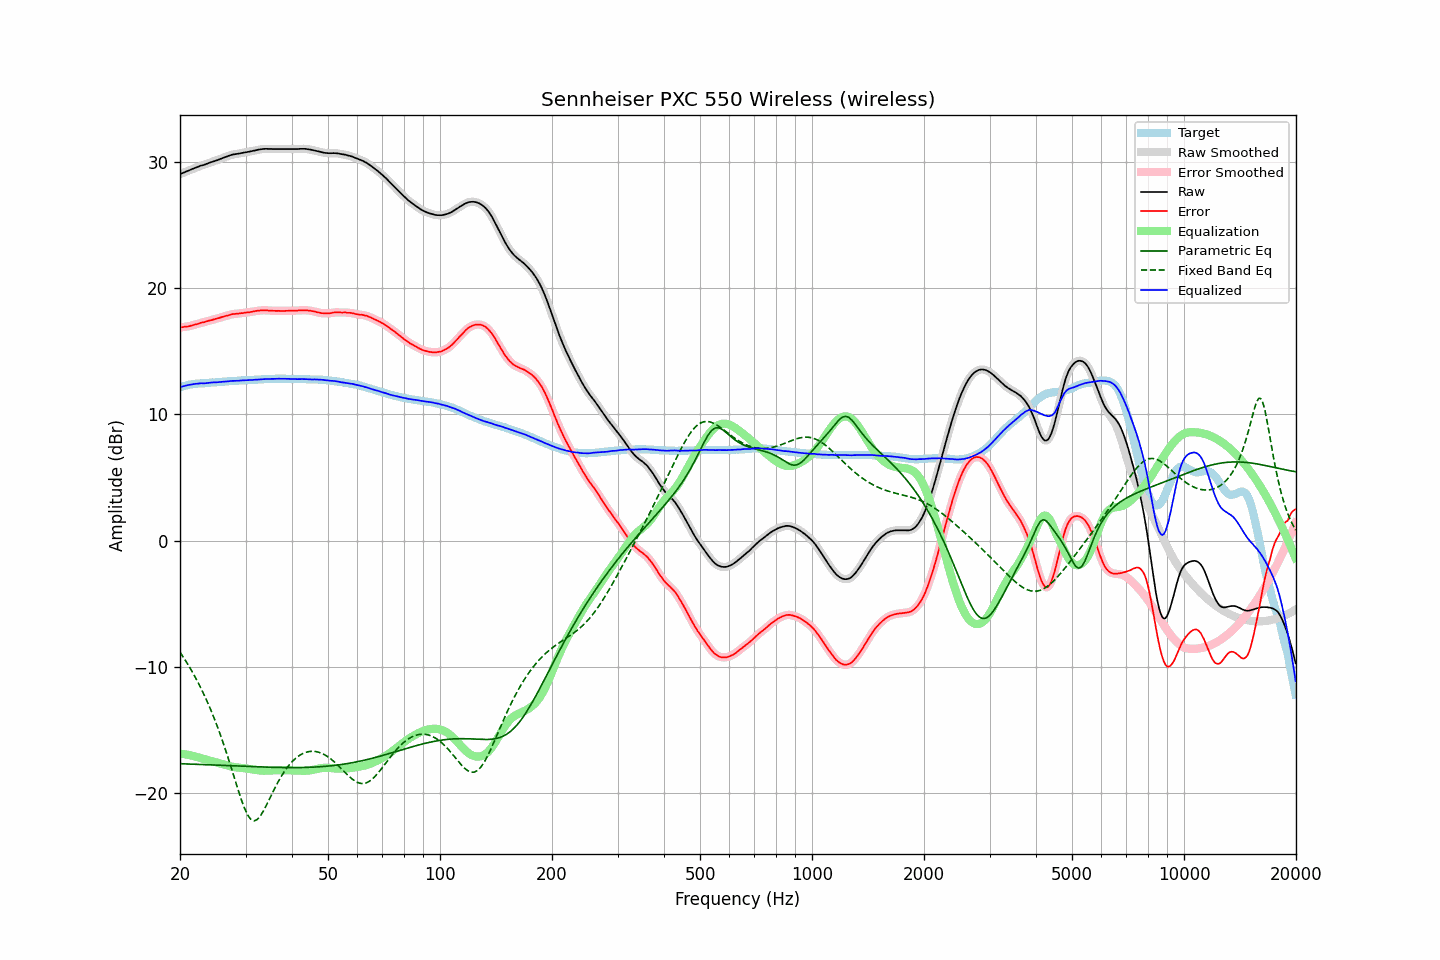 Sennheiser PXC 550 Wireless (wireless)
Target
Raw Smoothed
Error Smoothed
Raw
Error
Equalization
Parametric Eq
Fixed Band Eq
Equalized
Amplitude (dBr)
30
20
10
0
−10
−20
20 50 100 200 500 1000 2000 5000 10000 20000
Frequency (Hz)